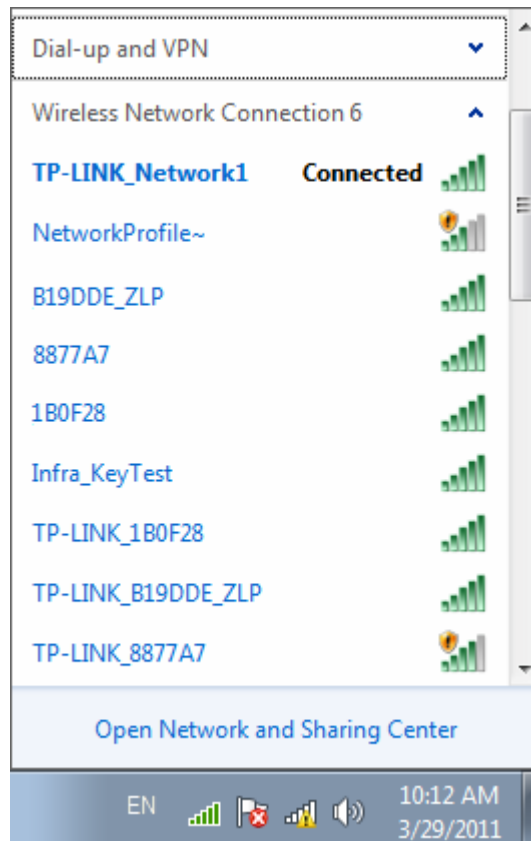 Dial-up and VPN
Wireless Network Connection 6
TP-LINK_Network1 Connected
NetworkProfile~
B19DDE_ZLP
8877A7
1B0F28
Infra_KeyTest
TP-LINK_1B0F28
TP-LINK_B19DDE_ZLP
TP-LINK_8877A7
Open Network and Sharing Center
EN
10:12 AM
3/29/2011